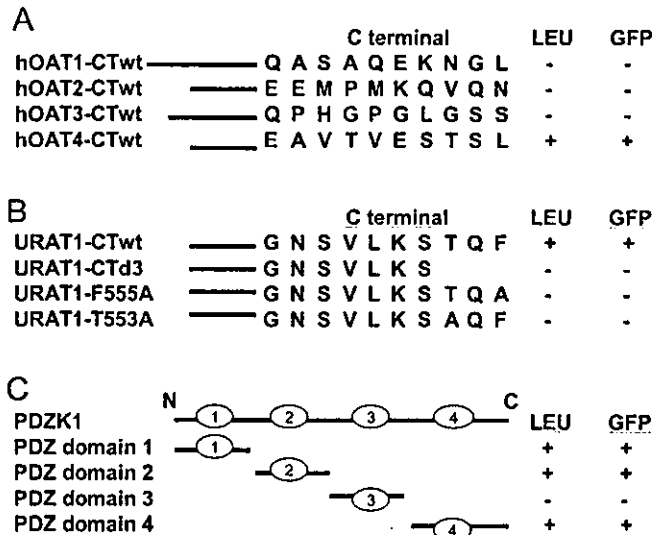 A
C terminal LEU GFP
hOAT1-CTwt Q A S A Q E K N G L - -
hOAT2-CTwt E E M P M K Q V Q N - -
hOAT3-CTwt Q P H G P G L G S S - -
hOAT4-CTwt E A V T V E S T S L + +
B
C terminal LEU GFP
URAT1-CTwt G N S V L K S T Q F + +
URAT1-CTd3 G N S V L K S - -
URAT1-F555A G N S V L K S T Q A - -
URAT1-T553A G N S V L K S A Q F - -
C
N C
PDZK1 1 2 3 4 LEU GFP
PDZ domain 1 1 + +
PDZ domain 2 2 + +
PDZ domain 3 3 - -
PDZ domain 4 4 + +